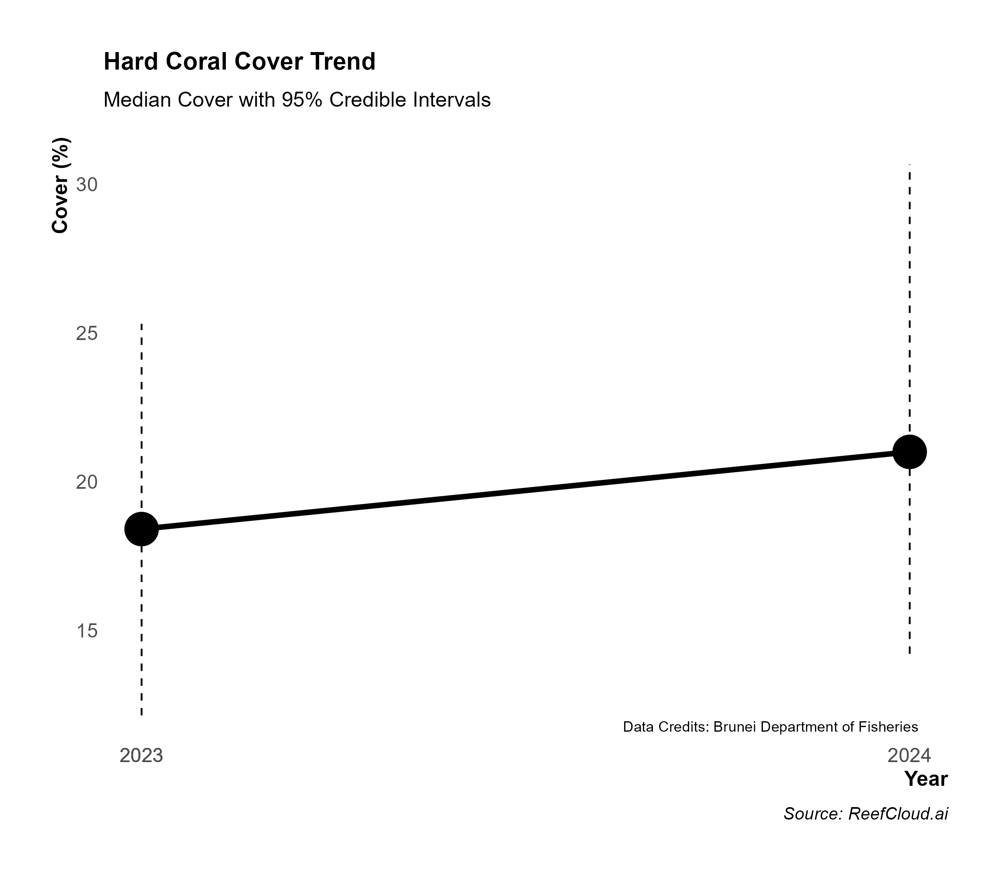 Hard Coral Cover Trend
Median Cover with 95% Credible Intervals
Cover (%)
30
25
20
15
Data Credits: Brunei Department of Fisheries
2023
2024
Year
Source: ReefCloud.ai